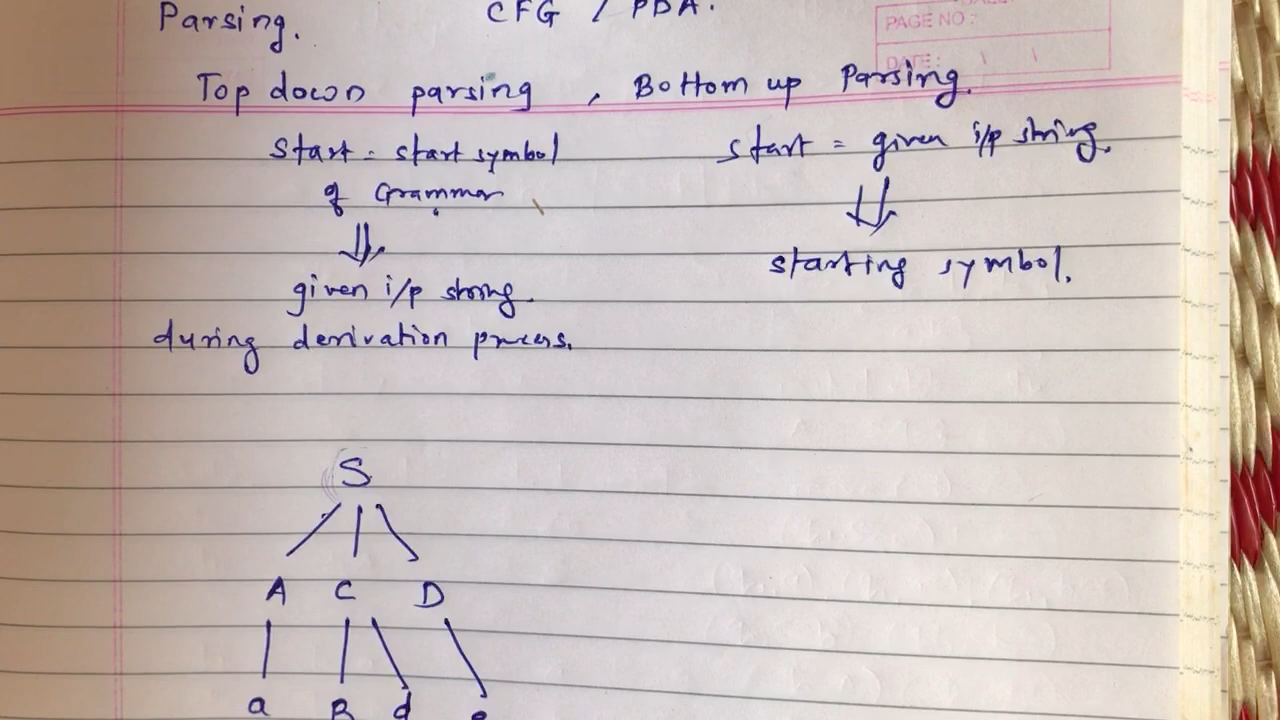 Parsing. CFG / PDA.
PAGE NO :
DATE :
Top down parsing , Bottom up Parsing.
Start = start symbol
of Grammar
⇓
given i/p string.
during derivation process.
start = given i/p string.
⇓
starting symbol.
S
A C D
a B d e